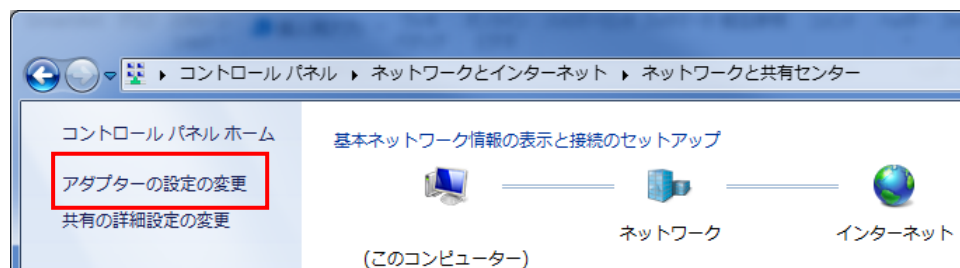 コントロール パネル ▸ ネットワークとインターネット ▸ ネットワークと共有センター
コントロール パネル ホーム
アダプターの設定の変更
共有の詳細設定の変更
基本ネットワーク情報の表示と接続のセットアップ
(このコンピューター)
ネットワーク
インターネット